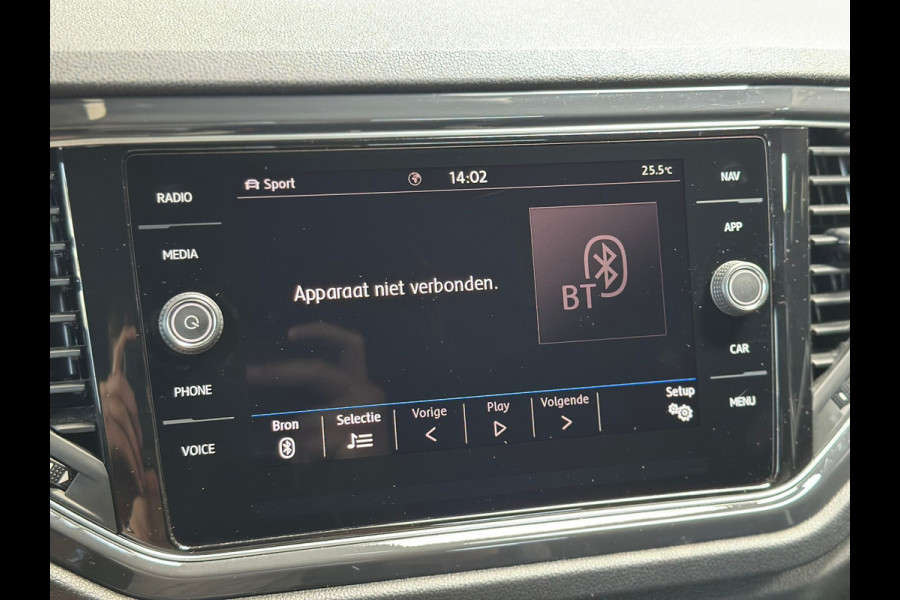 RADIO
MEDIA
PHONE
VOICE
Sport 14:02 25.5°C
Apparaat niet verbonden.
BT
Bron Selectie Vorige Play Volgende Setup
NAV
APP
CAR
MENU